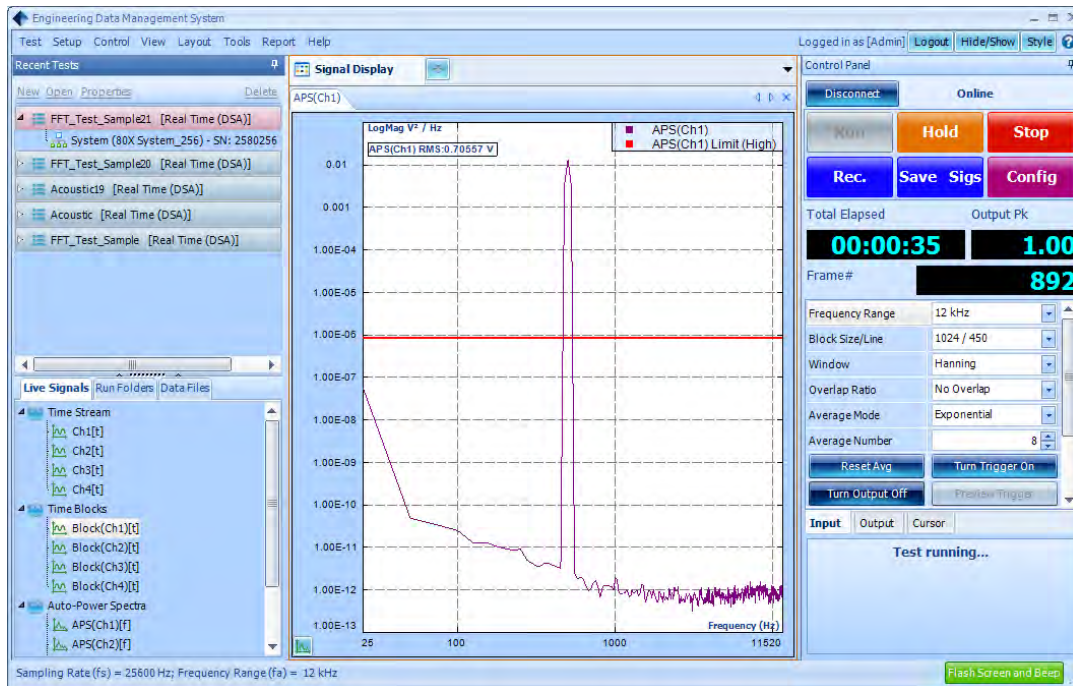 Engineering Data Management System
Test Setup Control View Layout Tools Report Help
Logged in as [Admin] Logout Hide/Show Style ?
Recent Tests
New Open Properties Delete
FFT_Test_Sample21 [Real Time (DSA)]
System (80X System_256) - SN: 2580256
FFT_Test_Sample20 [Real Time (DSA)]
Acoustic19 [Real Time (DSA)]
Acoustic [Real Time (DSA)]
FFT_Test_Sample [Real Time (DSA)]
Live Signals Run Folders Data Files
Time Stream
Ch1[t]
Ch2[t]
Ch3[t]
Ch4[t]
Time Blocks
Block(Ch1)[t]
Block(Ch2)[t]
Block(Ch3)[t]
Block(Ch4)[t]
Auto-Power Spectra
APS(Ch1)[f]
APS(Ch2)[f]
Signal Display
APS(Ch1)
LogMag V² / Hz
APS(Ch1) RMS:0.70557 V
APS(Ch1)
APS(Ch1) Limit (High)
0.01
0.001
1.00E-04
1.00E-05
1.00E-06
1.00E-07
1.00E-08
1.00E-09
1.00E-10
1.00E-11
1.00E-12
1.00E-13
Frequency (Hz)
25 100 1000 11520
Control Panel
Disconnect Online
Run Hold Stop
Rec. Save Sigs Config
Total Elapsed Output Pk
00:00:35 1.00
Frame# 892
Frequency Range 12 kHz
Block Size/Line 1024 / 450
Window Hanning
Overlap Ratio No Overlap
Average Mode Exponential
Average Number 8
Reset Avg Turn Trigger On
Turn Output Off Preview Trigger
Input Output Cursor
Test running...
Sampling Rate (fs) = 25600 Hz; Frequency Range (fa) = 12 kHz
Flash Screen and Beep